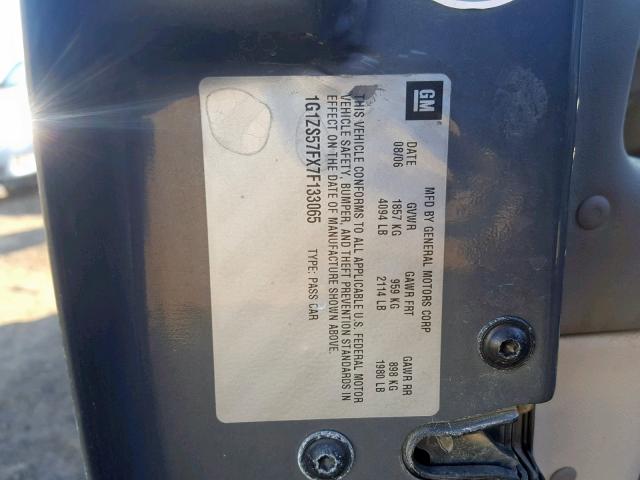 GM
MFD BY GENERAL MOTORS CORP
DATE GVWR GAWR FRT GAWR RR
08/06 1857 KG 959 KG 898 KG
4094 LB 2114 LB 1980 LB
THIS VEHICLE CONFORMS TO ALL APPLICABLE U.S. FEDERAL MOTOR
VEHICLE SAFETY, BUMPER, AND THEFT PREVENTION STANDARDS IN
EFFECT ON THE DATE OF MANUFACTURE SHOWN ABOVE.
1G1ZS57FX7F133065 TYPE: PASS CAR